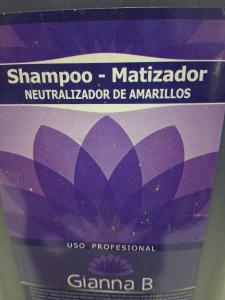 Shampoo - Matizador
NEUTRALIZADOR DE AMARILLOS
USO PROFESIONAL
Gianna B.